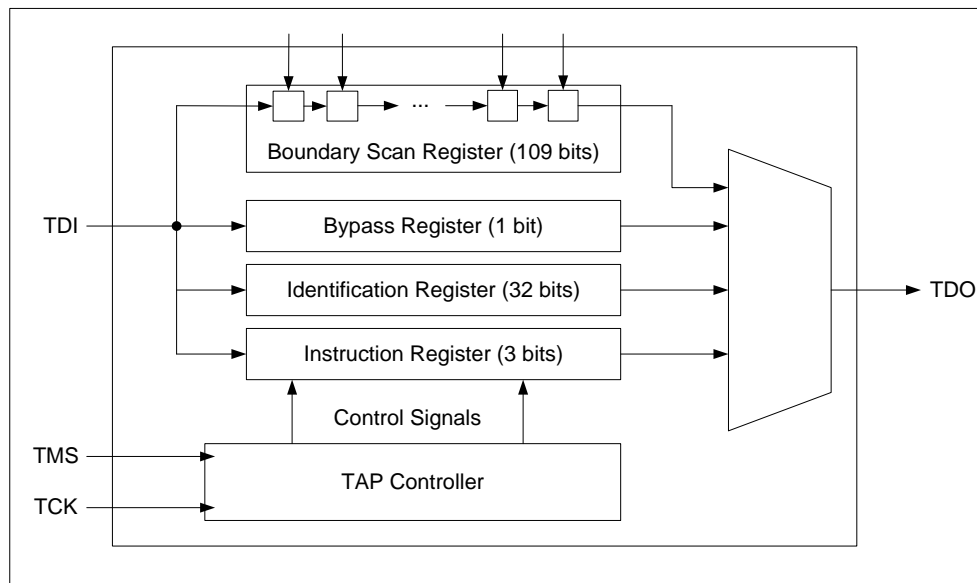 ...
Boundary Scan Register (109 bits)
TDI
Bypass Register (1 bit)
Identification Register (32 bits)
TDO
Instruction Register (3 bits)
Control Signals
TMS
TAP Controller
TCK